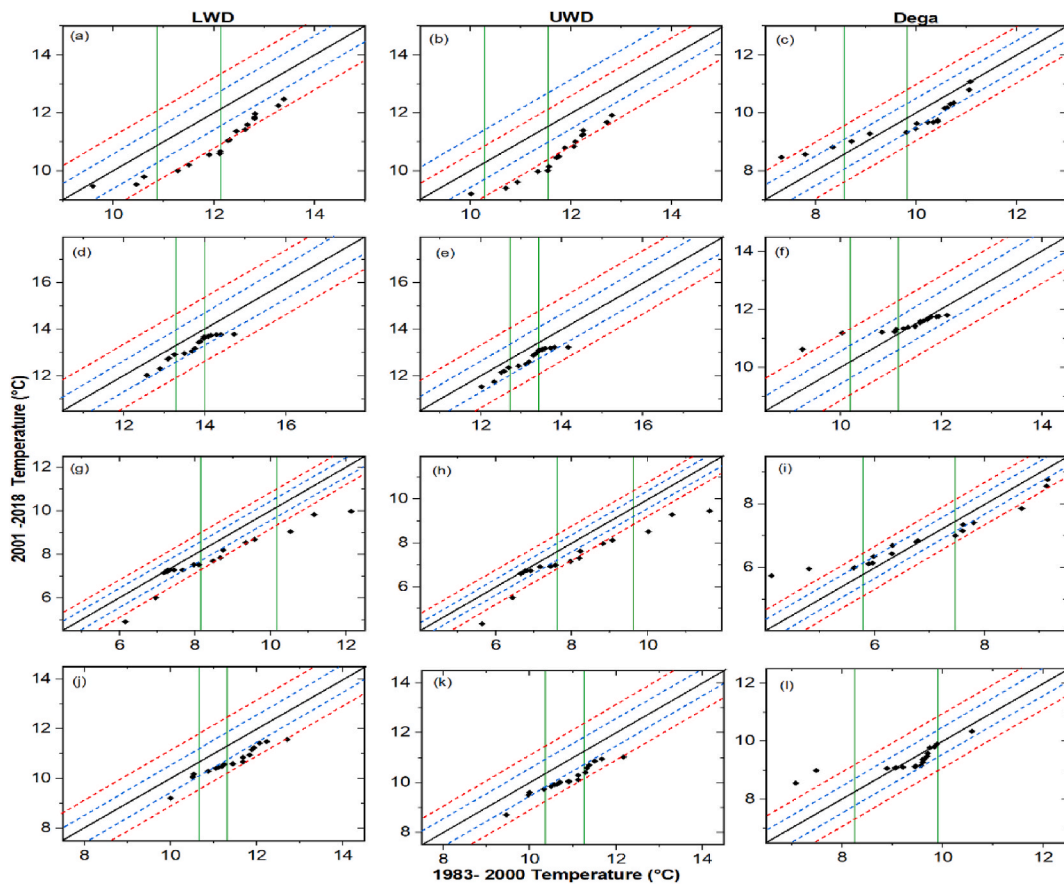 LWD UWD Dega
(a) (b) (c)
14 14 12
12 12 10
10 10 8
10 12 14 10 12 14 8 10 12
(d) (e) (f)
16 16 14
14 14 12
12 12 10
12 14 16 12 14 16 10 12 14
(g) (h) (i)
12 10 8
10 8 6
8 6
6
6 8 10 12 6 8 10 6 8
(j) (k) (l)
14 14 12
12 12 10
10 10 8
8 8
8 10 12 14 8 10 12 14 8 10 12
2001 -2018 Temperature (°C)
1983- 2000 Temperature (°C)